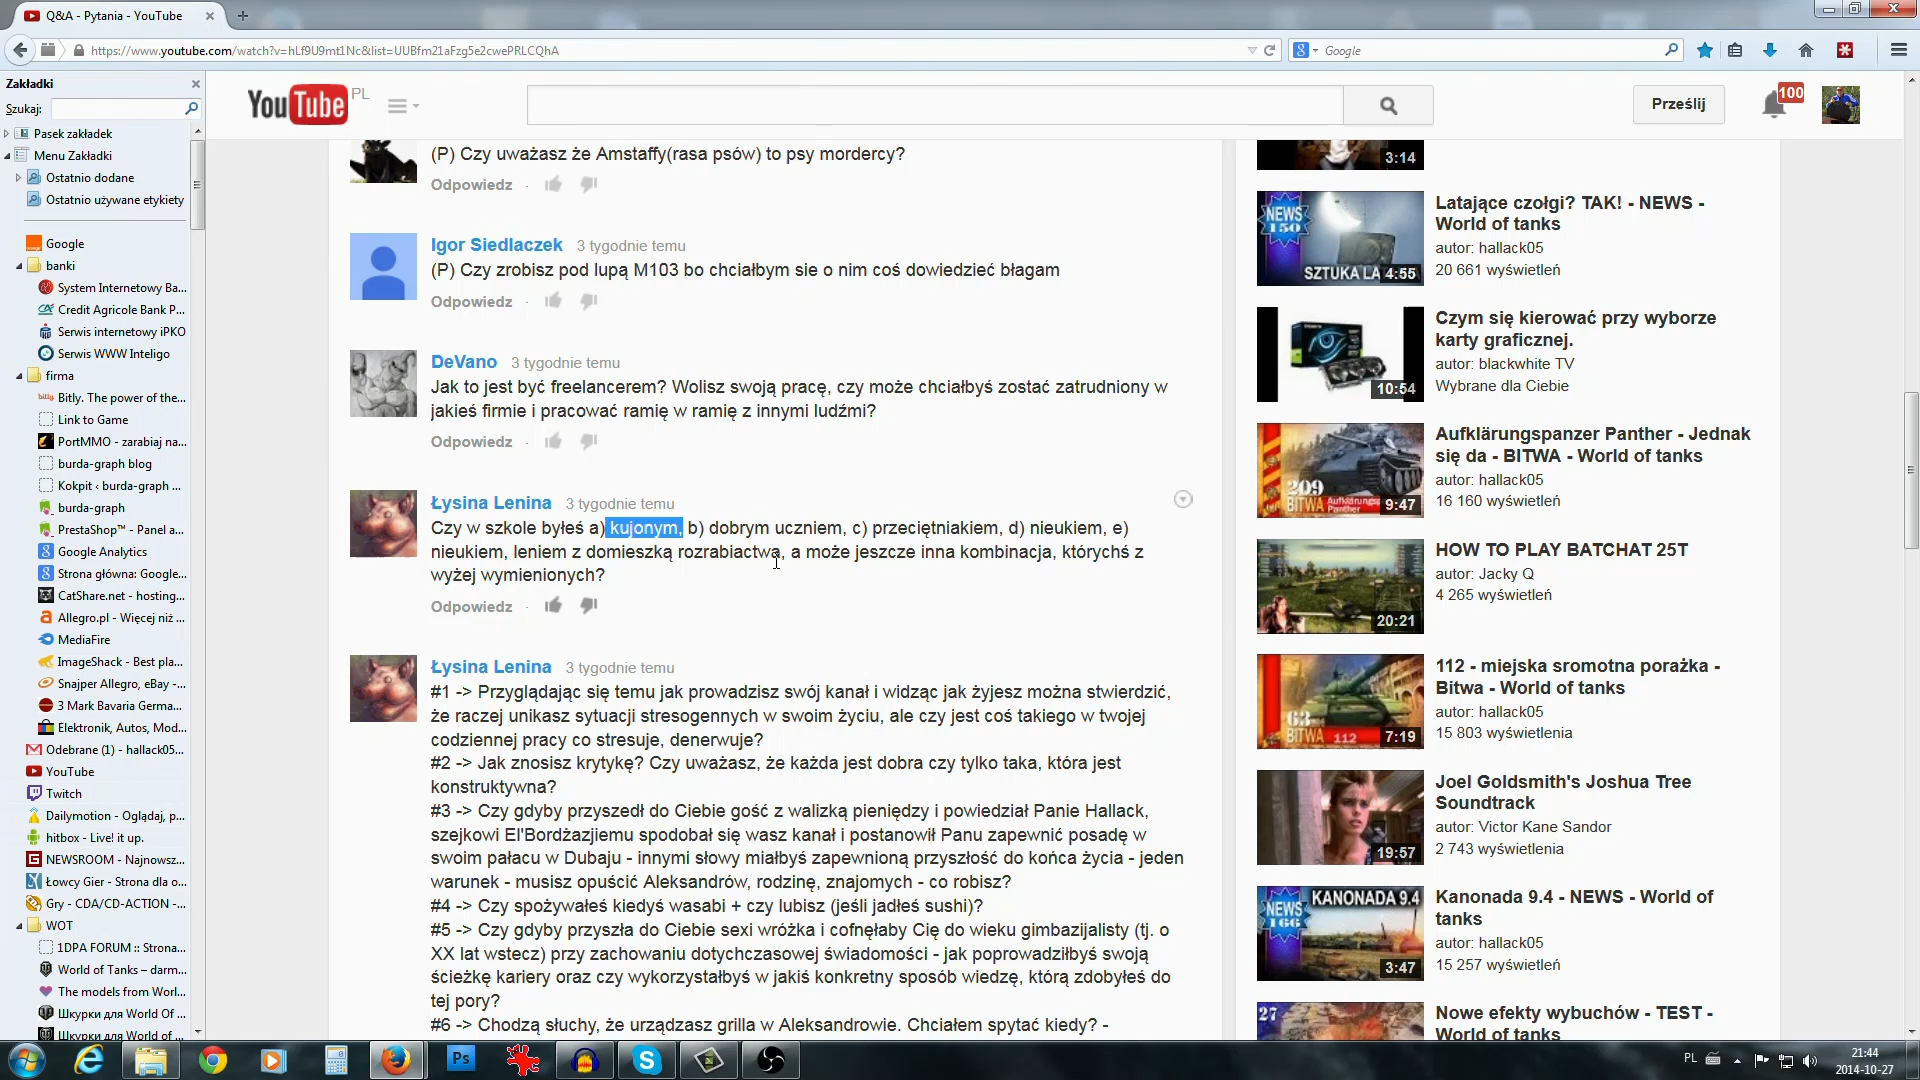 Q&A - Pytania - YouTube
https://www.youtube.com/watch?v=hLf9U9mt1Nc&list=UUBfm21aFzg5e2cwePRLCQhA
Google
Zakładki
Szukaj:
Pasek zakładek
Menu Zakładki
Ostatnio dodane
Ostatnio używane etykiety
Google
banki
System Internetowy Ba...
Credit Agricole Bank P...
Serwis internetowy iPKO
Serwis WWW Inteligo
firma
Bitly. The power of the...
Link to Game
PortMMO - zarabiaj na...
burda-graph blog
Kokpit ‹ burda-graph ...
burda-graph
PrestaShop™ - Panel a...
Google Analytics
Strona główna: Google...
CatShare.net - hosting...
Allegro.pl - Więcej niż ...
MediaFire
ImageShack - Best pla...
Snajper Allegro, eBay -...
3 Mark Bavaria Germa...
Elektronik, Autos, Mod...
Odebrane (1) - hallack05...
YouTube
Twitch
Dailymotion - Oglądaj, p...
hitbox - Live! it up.
NEWSROOM - Najnowsz...
Łowcy Gier - Strona dla o...
Gry - CDA/CD-ACTION -...
WOT
1DPA FORUM :: Strona...
World of Tanks – darm...
The models from Worl...
Шкурки для World Of ...
Шкурки для World Of ...
YouTube PL
Prześlij
100
(P) Czy uważasz że Amstaffy(rasa psów) to psy mordercy?
Odpowiedz ·
Igor Siedlaczek 3 tygodnie temu
(P) Czy zrobisz pod lupą M103 bo chciałbym sie o nim coś dowiedzieć błagam
Odpowiedz ·
DeVano 3 tygodnie temu
Jak to jest być freelancerem? Wolisz swoją pracę, czy może chciałbyś zostać zatrudniony w
jakieś firmie i pracować ramię w ramię z innymi ludźmi?
Odpowiedz ·
Łysina Lenina 3 tygodnie temu
Czy w szkole byłeś a) kujonym, b) dobrym uczniem, c) przeciętniakiem, d) nieukiem, e)
nieukiem, leniem z domieszką rozrabiactwa, a może jeszcze inna kombinacja, którychś z
wyżej wymienionych?
Odpowiedz ·
Łysina Lenina 3 tygodnie temu
#1 -> Przyglądając się temu jak prowadzisz swój kanał i widząc jak żyjesz można stwierdzić,
że raczej unikasz sytuacji stresogennych w swoim życiu, ale czy jest coś takiego w twojej
codziennej pracy co stresuje, denerwuje?
#2 -> Jak znosisz krytykę? Czy uważasz, że każda jest dobra czy tylko taka, która jest
konstruktywna?
#3 -> Czy gdyby przyszedł do Ciebie gość z walizką pieniędzy i powiedział Panie Hallack,
szejkowi El'Bordżazjiemu spodobał się wasz kanał i postanowił Panu zapewnić posadę w
swoim pałacu w Dubaju - innymi słowy miałbyś zapewnioną przyszłość do końca życia - jeden
warunek - musisz opuścić Aleksandrów, rodzinę, znajomych - co robisz?
#4 -> Czy spożywałeś kiedyś wasabi + czy lubisz (jeśli jadłeś sushi)?
#5 -> Czy gdyby przyszła do Ciebie sexi wróżka i cofnęłaby Cię do wieku gimbazijalisty (tj. o
XX lat wstecz) przy zachowaniu dotychczasowej świadomości - jak poprowadziłbyś swoją
ścieżkę kariery oraz czy wykorzystałbyś w jakiś konkretny sposób wiedzę, którą zdobyłeś do
tej pory?
#6 -> Chodzą słuchy, że urządzasz grilla w Aleksandrowie. Chciałem spytać kiedy? -
3:14
NEWS
150
SZTUKA LA
4:55
Latające czołgi? TAK! - NEWS -
World of tanks
autor: hallack05
20 661 wyświetleń
10:54
Czym się kierować przy wyborze
karty graficznej.
autor: blackwhite TV
Wybrane dla Ciebie
209
BITWA
9:47
Aufklärungspanzer Panther - Jednak
się da - BITWA - World of tanks
autor: hallack05
16 160 wyświetleń
20:21
HOW TO PLAY BATCHAT 25T
autor: Jacky Q
4 265 wyświetleń
63
BITWA 112
7:19
112 - miejska sromotna porażka -
Bitwa - World of tanks
autor: hallack05
15 803 wyświetlenia
19:57
Joel Goldsmith's Joshua Tree
Soundtrack
autor: Victor Kane Sandor
2 743 wyświetlenia
KANONADA 9.4
NEWS
166
3:47
Kanonada 9.4 - NEWS - World of
tanks
autor: hallack05
15 257 wyświetleń
27
Nowe efekty wybuchów - TEST -
World of tanks
Ps
PL
21:44
2014-10-27